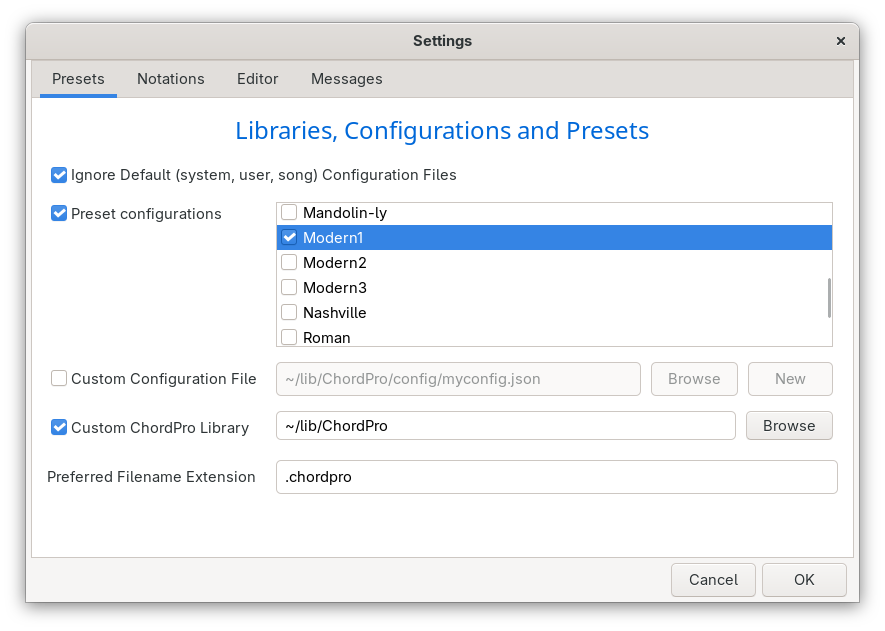 Settings
Presets Notations Editor Messages
Libraries, Configurations and Presets
Ignore Default (system, user, song) Configuration Files
Preset configurations
Mandolin-ly
Modern1
Modern2
Modern3
Nashville
Roman
Custom Configuration File ~/lib/ChordPro/config/myconfig.json Browse New
Custom ChordPro Library ~/lib/ChordPro Browse
Preferred Filename Extension .chordpro
Cancel OK